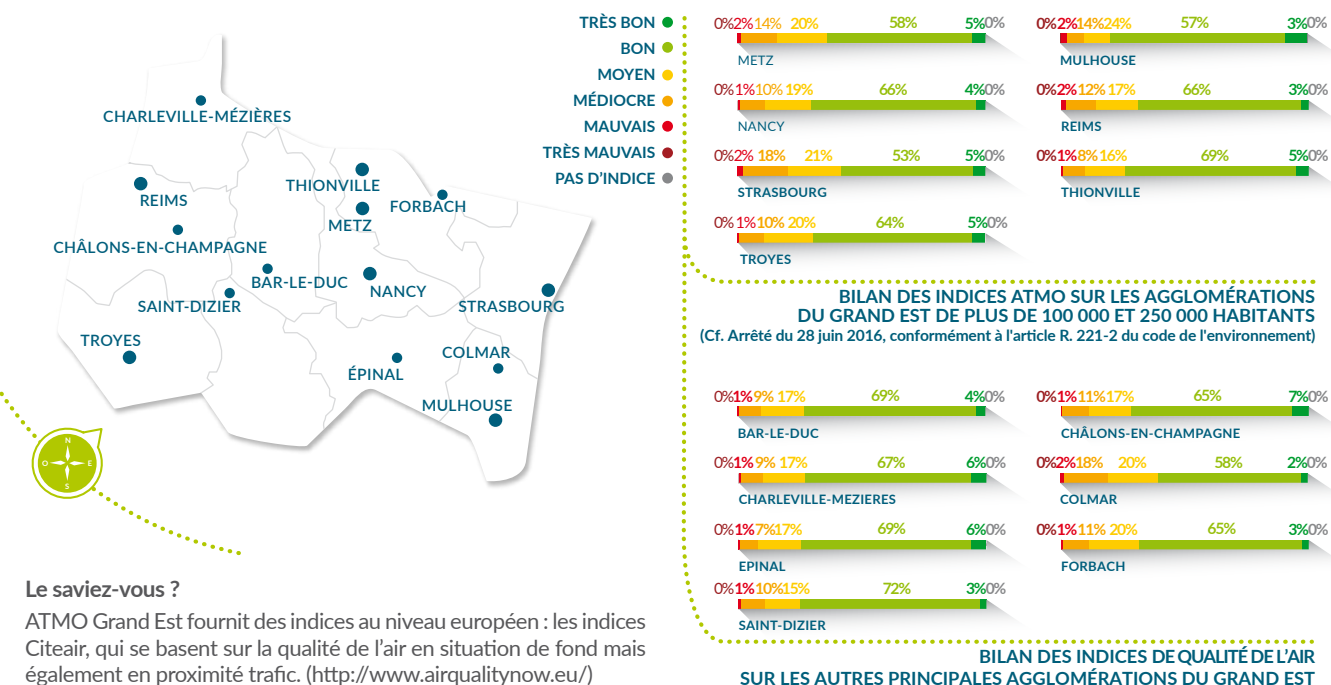 TRÈS BON
BON
MOYEN
MÉDIOCRE
MAUVAIS
TRÈS MAUVAIS
PAS D'INDICE
CHARLEVILLE-MÉZIÈRES
REIMS
THIONVILLE
FORBACH
METZ
CHÂLONS-EN-CHAMPAGNE
BAR-LE-DUC
NANCY
SAINT-DIZIER
STRASBOURG
TROYES
COLMAR
ÉPINAL
MULHOUSE
N
O E
S
0% 2% 14% 20% 58% 5% 0%
METZ
0% 2% 14% 24% 57% 3% 0%
MULHOUSE
0% 1% 10% 19% 66% 4% 0%
NANCY
0% 2% 12% 17% 66% 3% 0%
REIMS
0% 2% 18% 21% 53% 5% 0%
STRASBOURG
0% 1% 8% 16% 69% 5% 0%
THIONVILLE
0% 1% 10% 20% 64% 5% 0%
TROYES
BILAN DES INDICES ATMO SUR LES AGGLOMÉRATIONS
DU GRAND EST DE PLUS DE 100 000 ET 250 000 HABITANTS
(Cf. Arrêté du 28 juin 2016, conformément à l'article R. 221-2 du code de l'environnement)
0% 1% 9% 17% 69% 4% 0%
BAR-LE-DUC
0% 1% 11% 17% 65% 7% 0%
CHÂLONS-EN-CHAMPAGNE
0% 1% 9% 17% 67% 6% 0%
CHARLEVILLE-MEZIERES
0% 2% 18% 20% 58% 2% 0%
COLMAR
0% 1% 7% 17% 69% 6% 0%
EPINAL
0% 1% 11% 20% 65% 3% 0%
FORBACH
0% 1% 10% 15% 72% 3% 0%
SAINT-DIZIER
BILAN DES INDICES DE QUALITÉ DE L'AIR
SUR LES AUTRES PRINCIPALES AGGLOMÉRATIONS DU GRAND EST
Le saviez-vous ?
ATMO Grand Est fournit des indices au niveau européen : les indices
Citeair, qui se basent sur la qualité de l'air en situation de fond mais
également en proximité trafic. (http://www.airqualitynow.eu/)